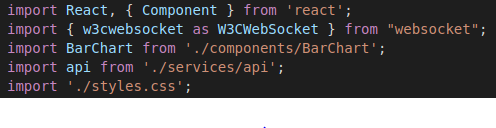 import React, { Component } from 'react';
import { w3cwebsocket as W3CWebSocket } from "websocket";
import BarChart from './components/BarChart';
import api from './services/api';
import './styles.css';